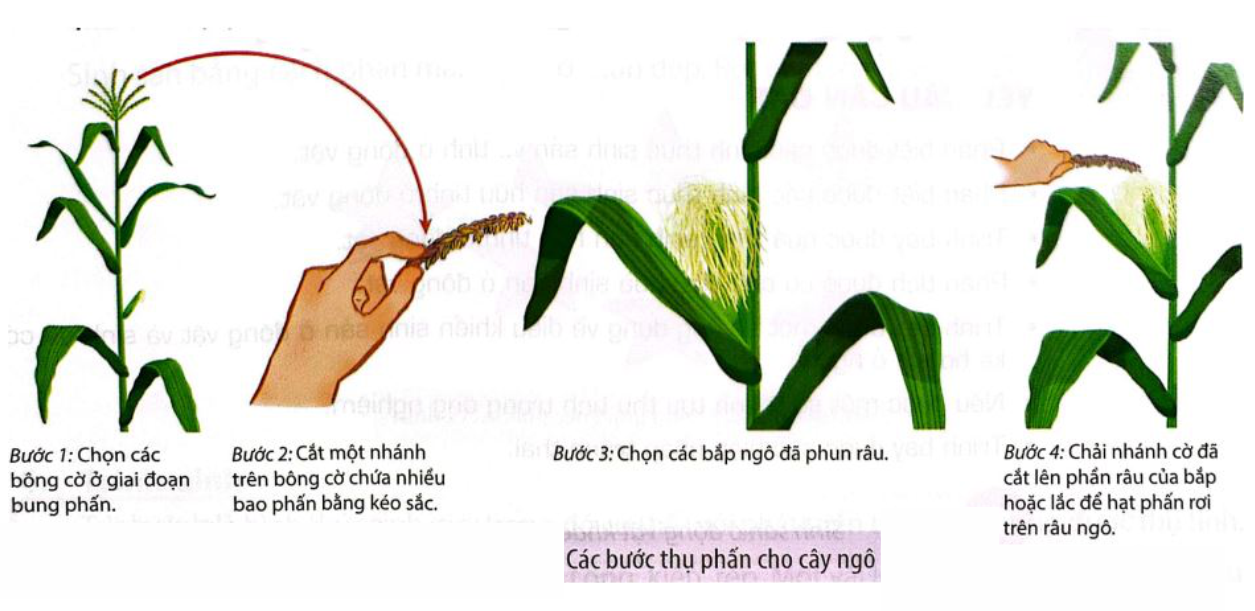 Bước 1: Chọn các
bông cờ ở giai đoạn
bung phấn.
Bước 2: Cắt một nhánh
trên bông cờ chứa nhiều
bao phấn bằng kéo sắc.
Bước 3: Chọn các bắp ngô đã phun râu.
Bước 4: Chải nhánh cờ đã
cắt lên phần râu của bắp
hoặc lắc để hạt phấn rơi
trên râu ngô.
Các bước thụ phấn cho cây ngô